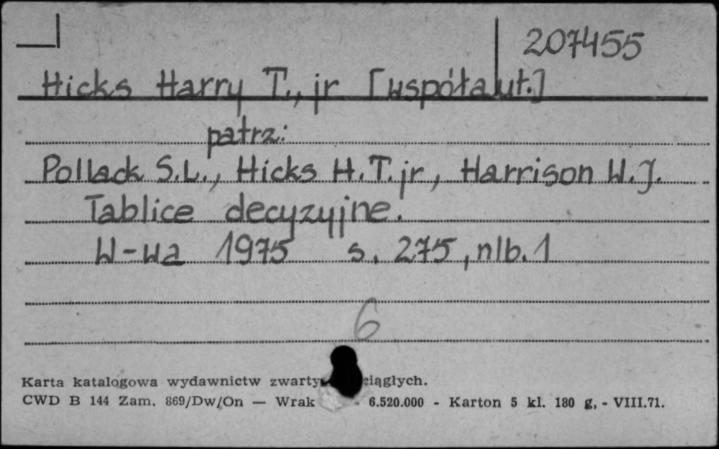 207455
Hicks Harry T., jr [współaut.]
patrz:
Pollack S.L., Hicks H.T. jr, Harrison W.J.
Tablice decyzyjne.
W-wa 1975 s. 275, nlb. 1
6
Karta katalogowa wydawnictw ciągłych.
CWD B 144 Zam. 869/Dw/On — Wrak - 6.520.000 - Karton 5 kl. 180 g, - VIII.71.